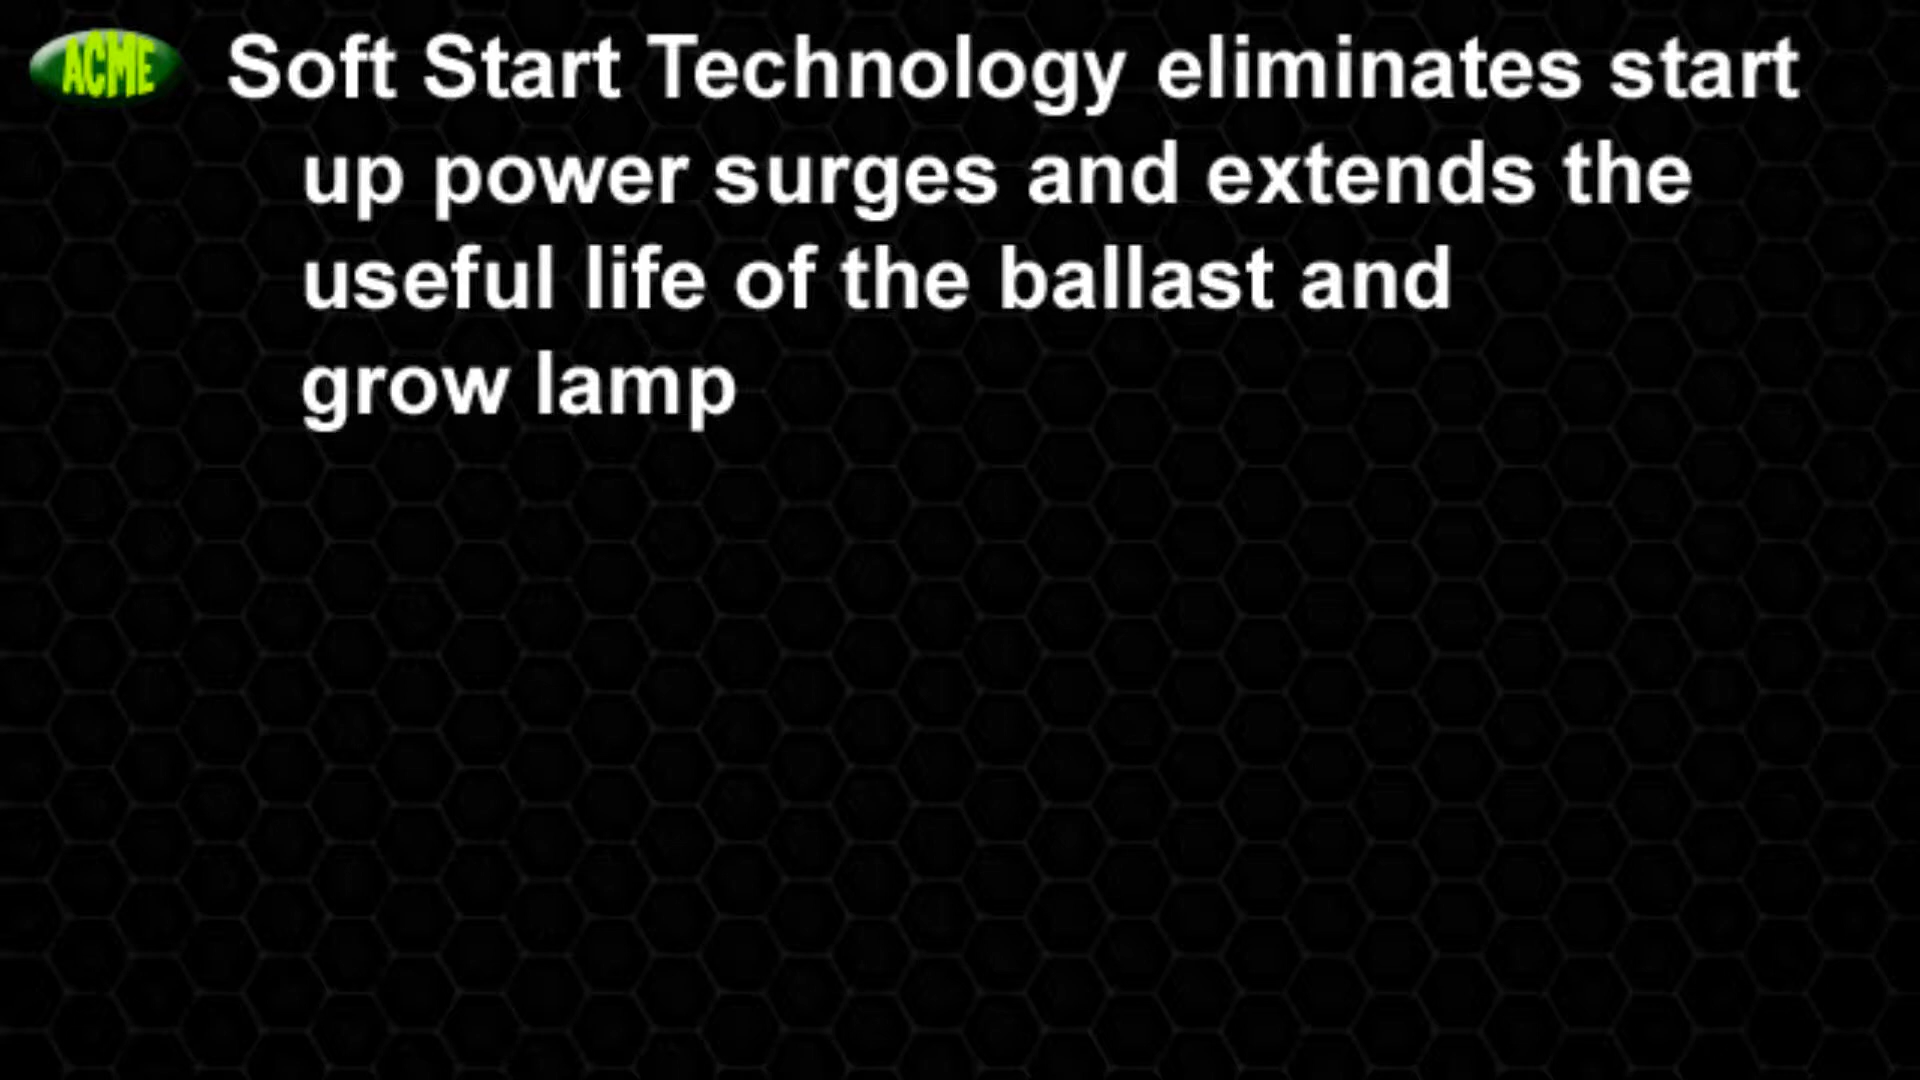 ACME
Soft Start Technology eliminates start
up power surges and extends the
useful life of the ballast and
grow lamp